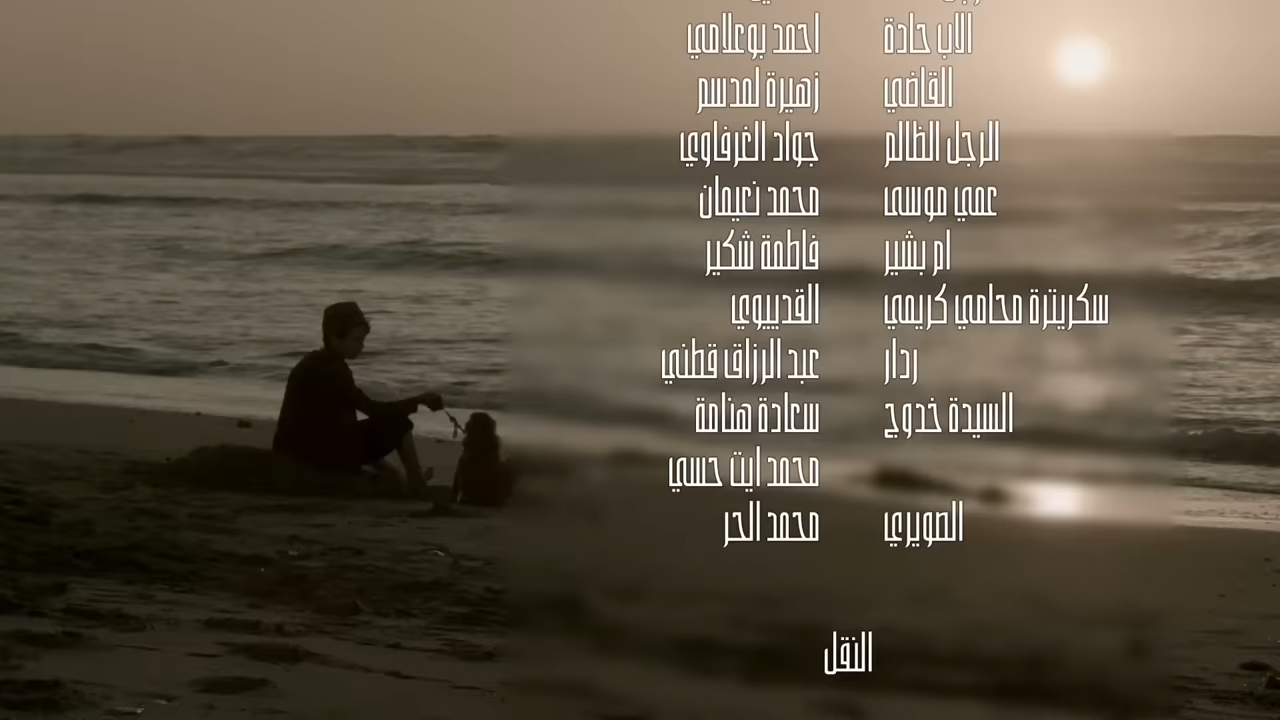 الاب حادة احمد بوعلامي
القاضي زهيرة لمدسم
الرجل الظالم جواد الغرفاوي
عمي موسى محمد نعيمان
ام بشير فاطمة شكير
سكريترة محامي كريمي القدييوي
ردار عبد الرزاق قطني
السيدة خدوج سعادة هنامة
محمد ايت حسي
الصويري محمد الحر
النقل